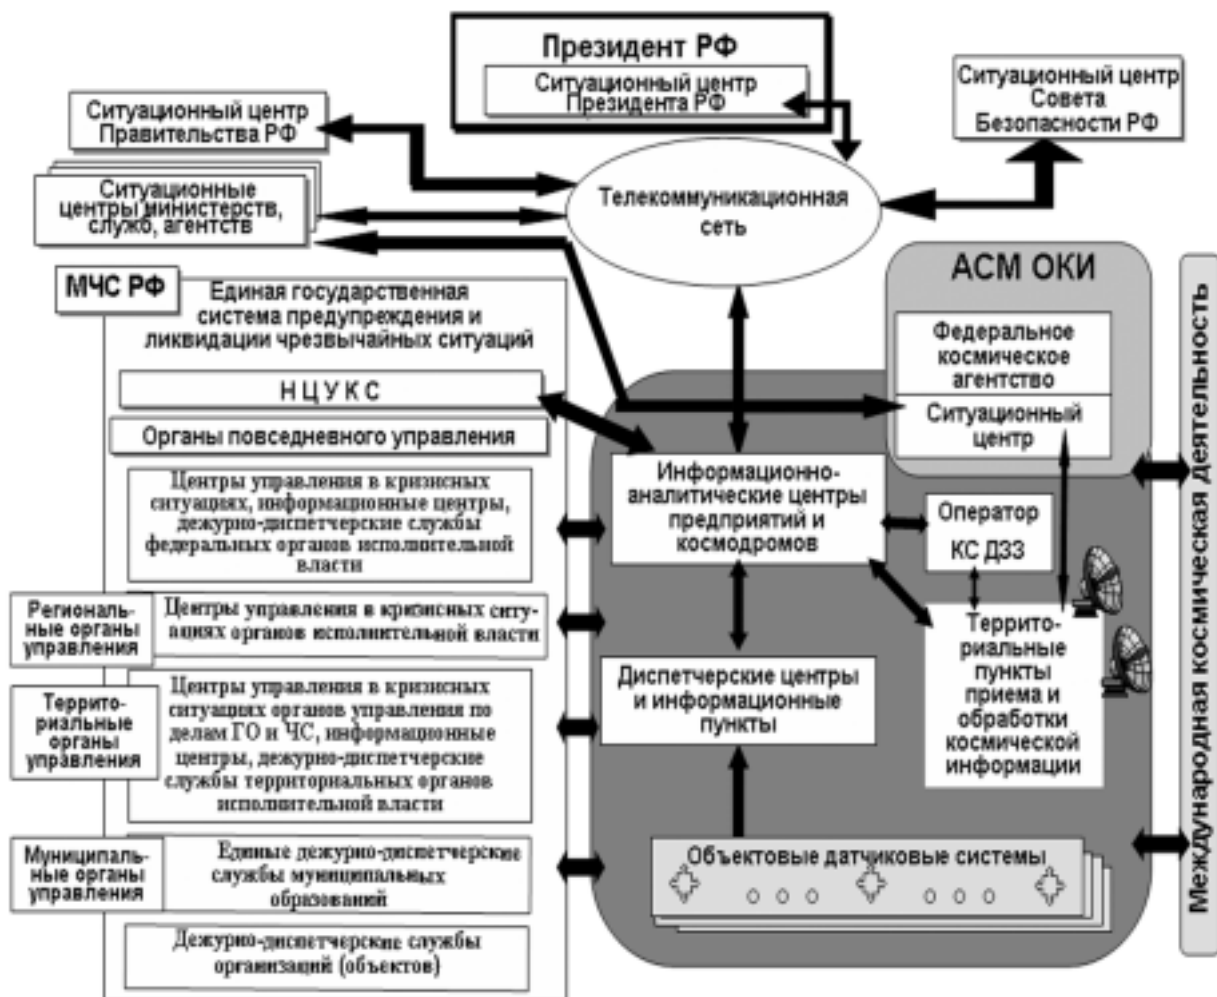 Президент РФ
Ситуационный центр
Президента РФ
Ситуационный центр
Правительства РФ
Ситуационный центр
Совета
Безопасности РФ
Ситуационные
центры министерств,
служб, агентств
Телекоммуникационная
сеть
МЧС РФ
Единая государственная
система предупреждения и
ликвидации чрезвычайных ситуаций
Н Ц У К С
Органы повседневного управления
Центры управления в кризисных
ситуациях, информационные центры,
дежурно-диспетчерские службы
федеральных органов исполнительной
власти
Региональ-
ные органы
управления
Центры управления в кризисных ситу-
ациях органов исполнительной власти
Террито-
риальные
органы
управления
Центры управления в кризисных
ситуациях органов управления по
делам ГО и ЧС, информационные
центры, дежурно-диспетчерские
службы территориальных органов
исполнительной власти
Муниципаль-
ные органы
управления
Единые дежурно-диспетчерские
службы муниципальных
образований
Дежурно-диспетчерские службы
организаций (объектов)
АСМ ОКИ
Федеральное
космическое
агентство
Ситуационный
центр
Информационно-
аналитические центры
предприятий и
космодромов
Оператор
КС ДЗЗ
Диспетчерские центры
и информационные
пункты
Террито-
риальные
пункты
приема и
обработки
космической
информации
Объектовые датчиковые системы
Международная космическая деятельность